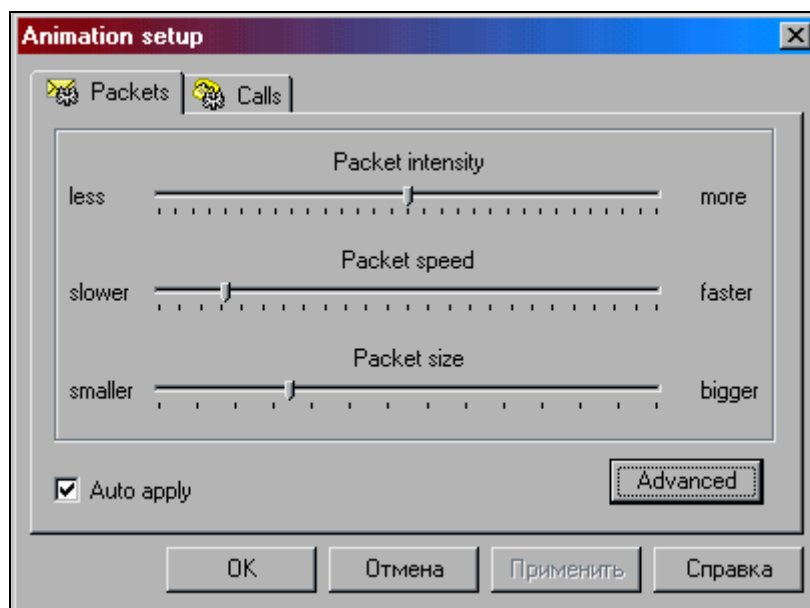 Animation setup
Packets
Calls
Packet intensity
less
more
Packet speed
slower
faster
Packet size
smaller
bigger
Auto apply
Advanced
OK
Отмена
Применить
Справка